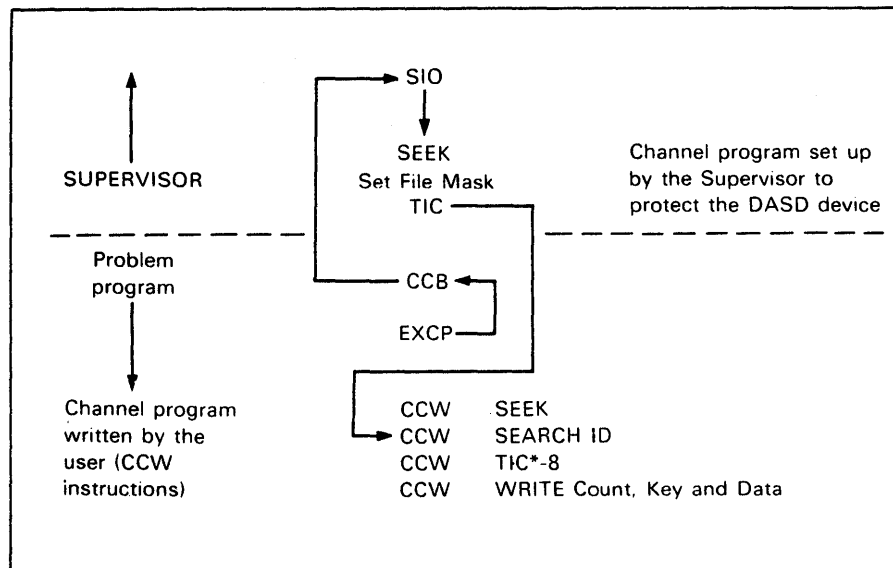 SIO
SEEK
SUPERVISOR
Set File Mask
TIC
Channel program set up
by the Supervisor to
protect the DASD device
Problem
program
CCB
EXCP
Channel program
written by the
user (CCW
instructions)
CCW SEEK
CCW SEARCH ID
CCW TIC*-8
CCW WRITE Count, Key and Data